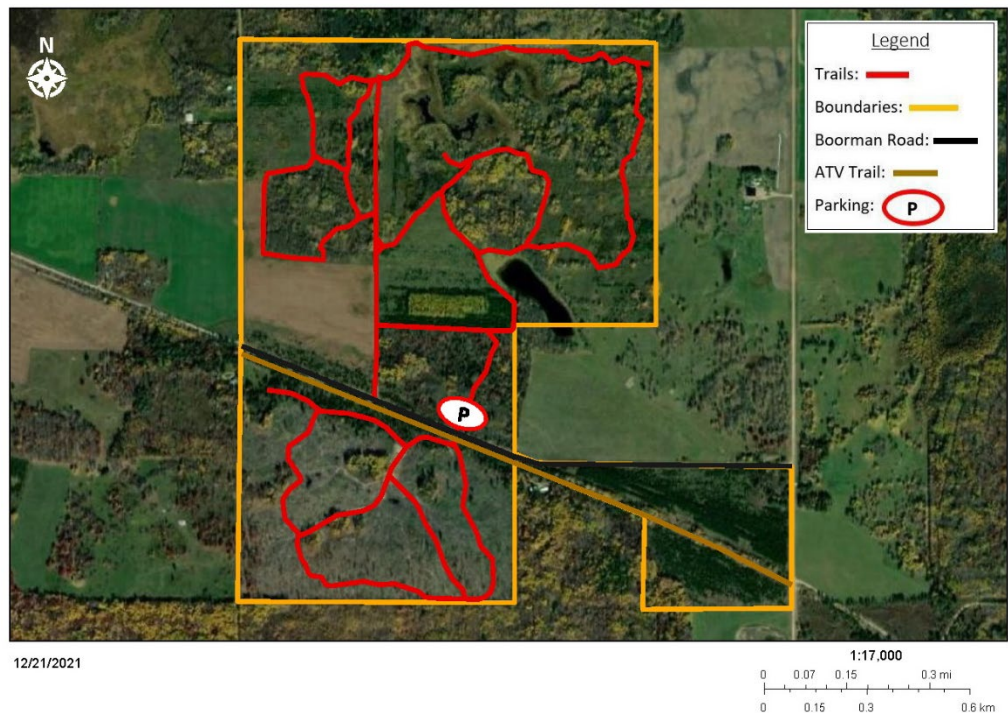 N
Legend
Trails:
Boundaries:
Boorman Road:
ATV Trail:
Parking: P
P
12/21/2021
1:17,000
0 0.07 0.15 0.3 mi
0 0.15 0.3 0.6 km